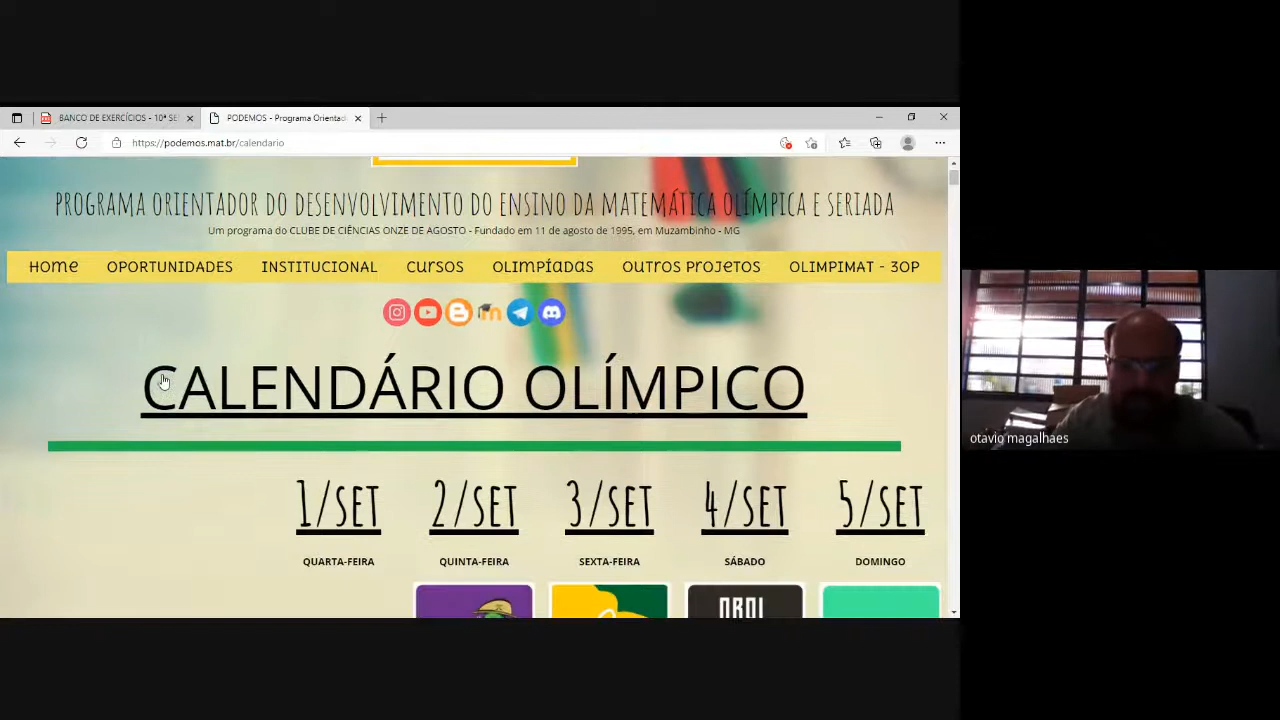 BANCO DE EXERCÍCIOS - 10ª SE
PODEMOS - Programa Orientad
https://podemos.mat.br/calendario
PROGRAMA ORIENTADOR DO DESENVOLVIMENTO DO ENSINO DA MATEMÁTICA OLÍMPICA E SERIADA
Um programa do CLUBE DE CIÊNCIAS ONZE DE AGOSTO - Fundado em 11 de agosto de 1995, em Muzambinho - MG
Home OPORTUNIDADES INSTITUCIONAL CURSOS OLIMPÍADAS OUTROS PROJETOS OLIMPIMAT - 3OP
CALENDÁRIO OLÍMPICO
1/SET 2/SET 3/SET 4/SET 5/SET
QUARTA-FEIRA QUINTA-FEIRA SEXTA-FEIRA SÁBADO DOMINGO
otavio magalhaes